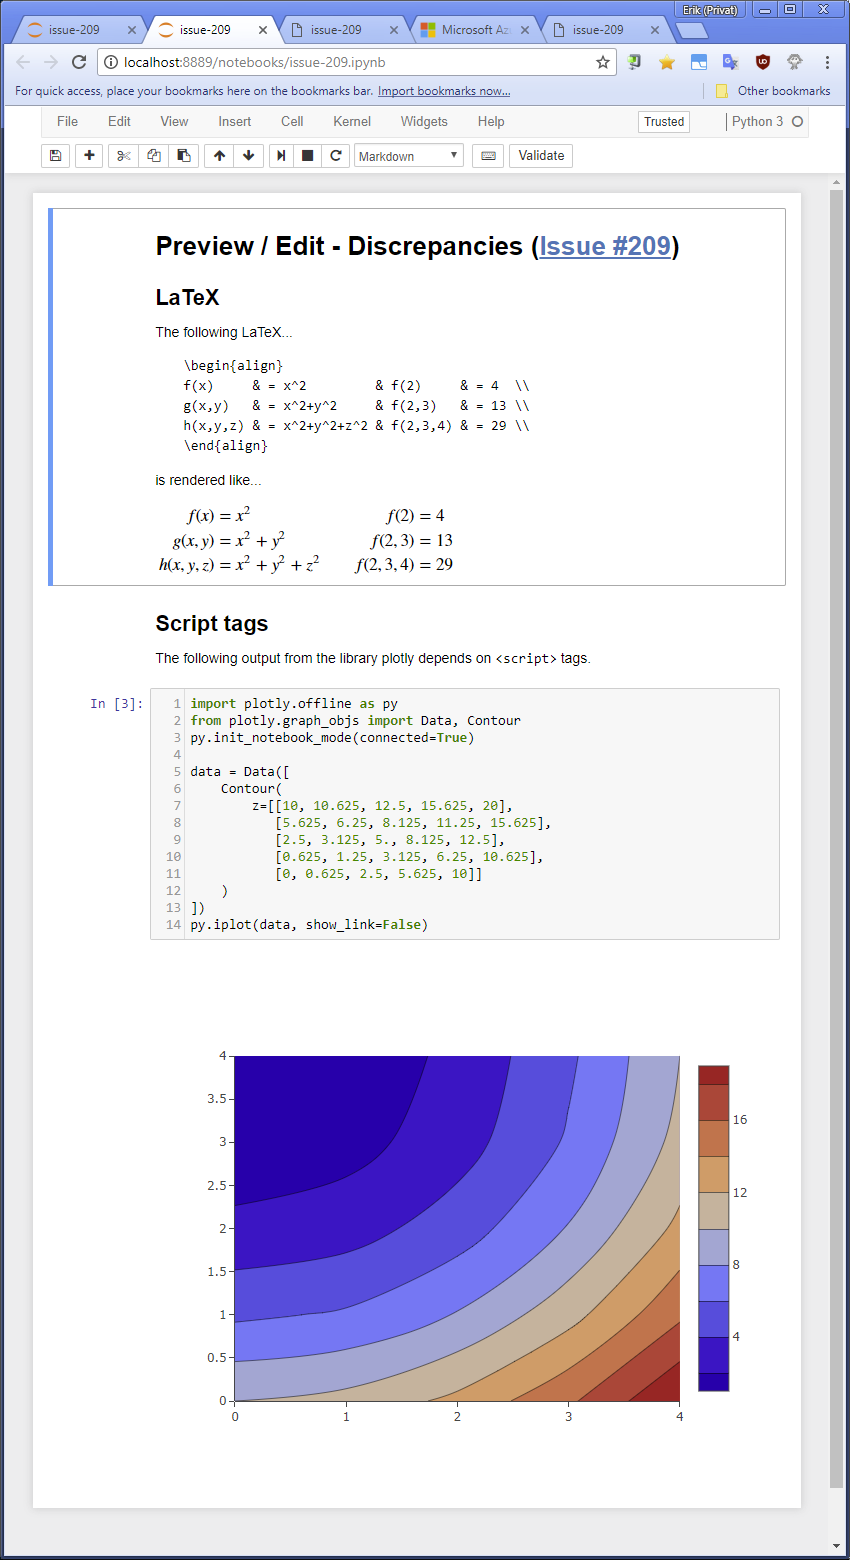 Erik (Privat)
issue-209
issue-209
issue-209
Microsoft Az
issue-209
localhost:8889/notebooks/issue-209.ipynb
For quick access, place your bookmarks here on the bookmarks bar. Import bookmarks now...
Other bookmarks
File Edit View Insert Cell Kernel Widgets Help
Trusted
Python 3
Markdown
Validate
Preview / Edit - Discrepancies (Issue #209)
LaTeX
The following LaTeX...
\begin{align}
f(x)     & = x^2         & f(2)     & = 4  \\
g(x,y)   & = x^2+y^2     & f(2,3)   & = 13 \\
h(x,y,z) & = x^2+y^2+z^2 & f(2,3,4) & = 29 \\
\end{align}
is rendered like...
f(x) = x² f(2) = 4
g(x, y) = x² + y² f(2, 3) = 13
h(x, y, z) = x² + y² + z² f(2, 3, 4) = 29
Script tags
The following output from the library plotly depends on <script> tags.
In [3]:
1 import plotly.offline as py
2 from plotly.graph_objs import Data, Contour
3 py.init_notebook_mode(connected=True)
4
5 data = Data([
6     Contour(
7         z=[[10, 10.625, 12.5, 15.625, 20],
8            [5.625, 6.25, 8.125, 11.25, 15.625],
9            [2.5, 3.125, 5., 8.125, 12.5],
10            [0.625, 1.25, 3.125, 6.25, 10.625],
11            [0, 0.625, 2.5, 5.625, 10]]
12     )
13 ])
14 py.iplot(data, show_link=False)
4
3.5
3
2.5
2
1.5
1
0.5
0
0 1 2 3 4
16
12
8
4